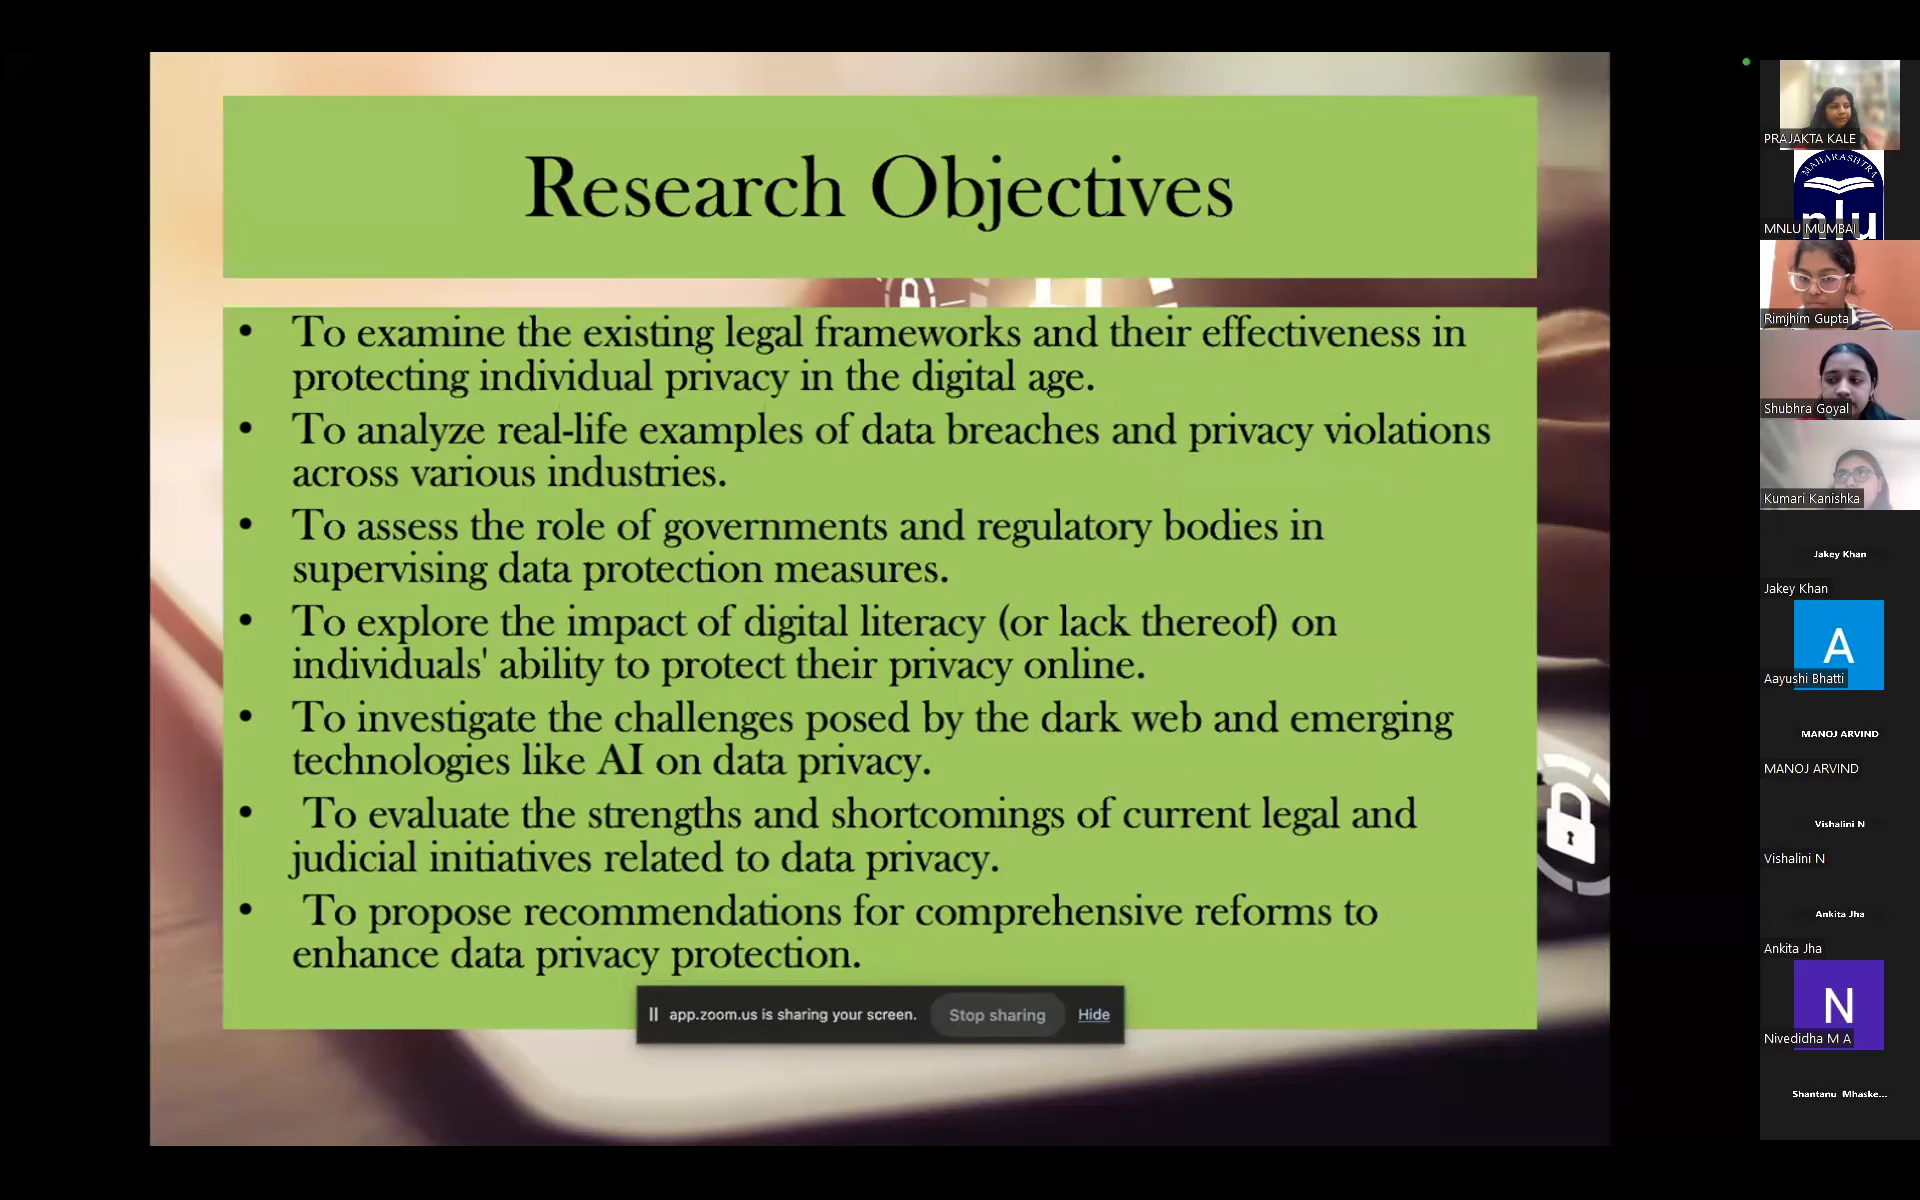 Research Objectives
• To examine the existing legal frameworks and their effectiveness in
protecting individual privacy in the digital age.
• To analyze real-life examples of data breaches and privacy violations
across various industries.
• To assess the role of governments and regulatory bodies in
supervising data protection measures.
• To explore the impact of digital literacy (or lack thereof) on
individuals' ability to protect their privacy online.
• To investigate the challenges posed by the dark web and emerging
technologies like AI on data privacy.
• To evaluate the strengths and shortcomings of current legal and
judicial initiatives related to data privacy.
• To propose recommendations for comprehensive reforms to
enhance data privacy protection.
app.zoom.us is sharing your screen. Stop sharing Hide
PRAJAKTA KALE
MAHARASHTRA
nlu
MNLU MUMBAI
Rimjhim Gupta
Shubhra Goyal
Kumari Kanishka
Jakey Khan
Jakey Khan
A
Aayushi Bhatti
MANOJ ARVIND
MANOJ ARVIND
Vishalini N
Vishalini N
Ankita Jha
Ankita Jha
N
Nivedidha M A
Shantanu Mhaske...